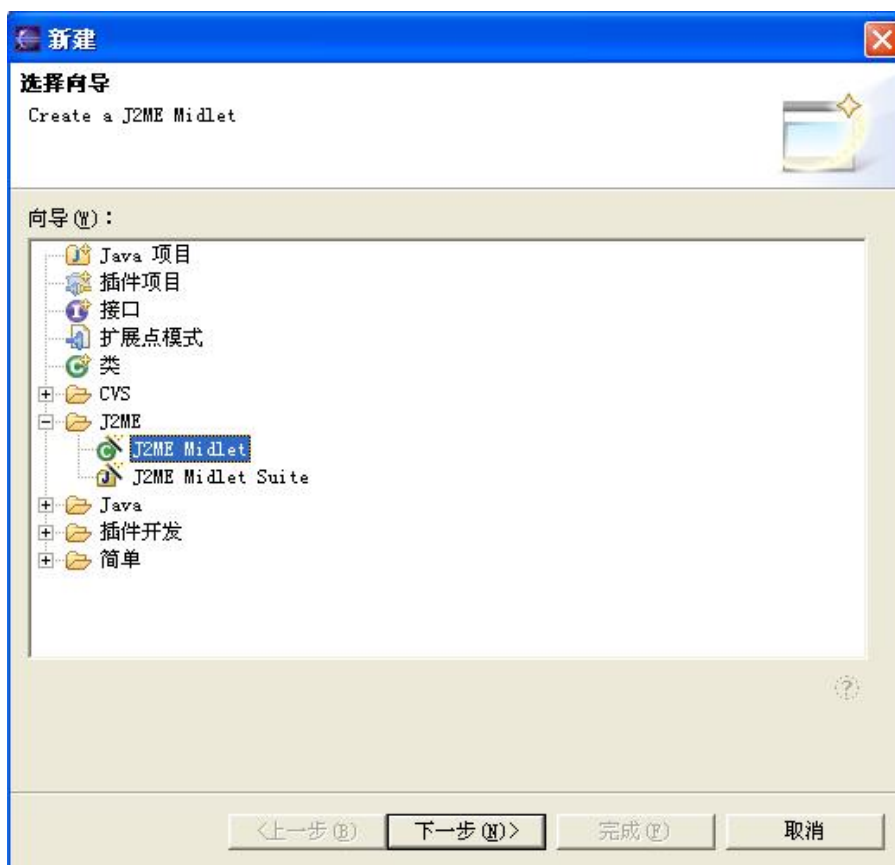 新建
选择向导
Create a J2ME Midlet
向导(W):
Java 项目
插件项目
接口
扩展点模式
类
CVS
J2ME
J2ME Midlet
J2ME Midlet Suite
Java
插件开发
简单
<上一步(B) 下一步(N)> 完成(F) 取消